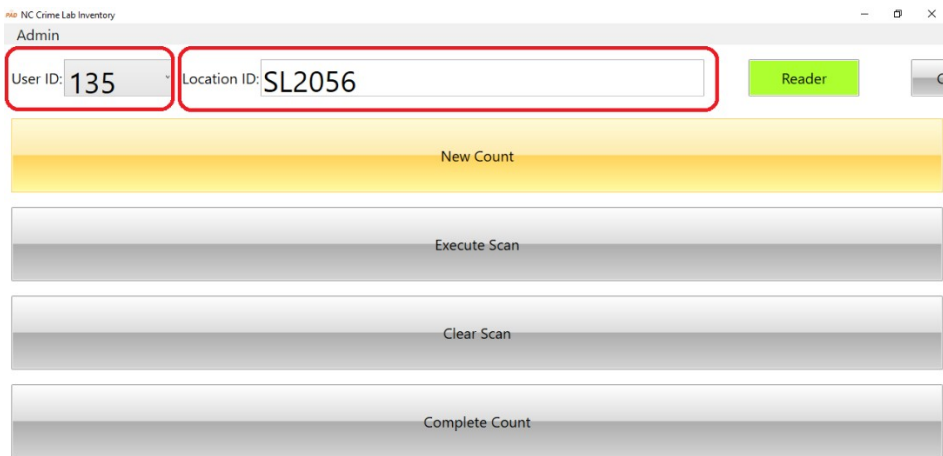 NC Crime Lab Inventory
Admin
User ID: 135 Location ID: SL2056 Reader
New Count
Execute Scan
Clear Scan
Complete Count